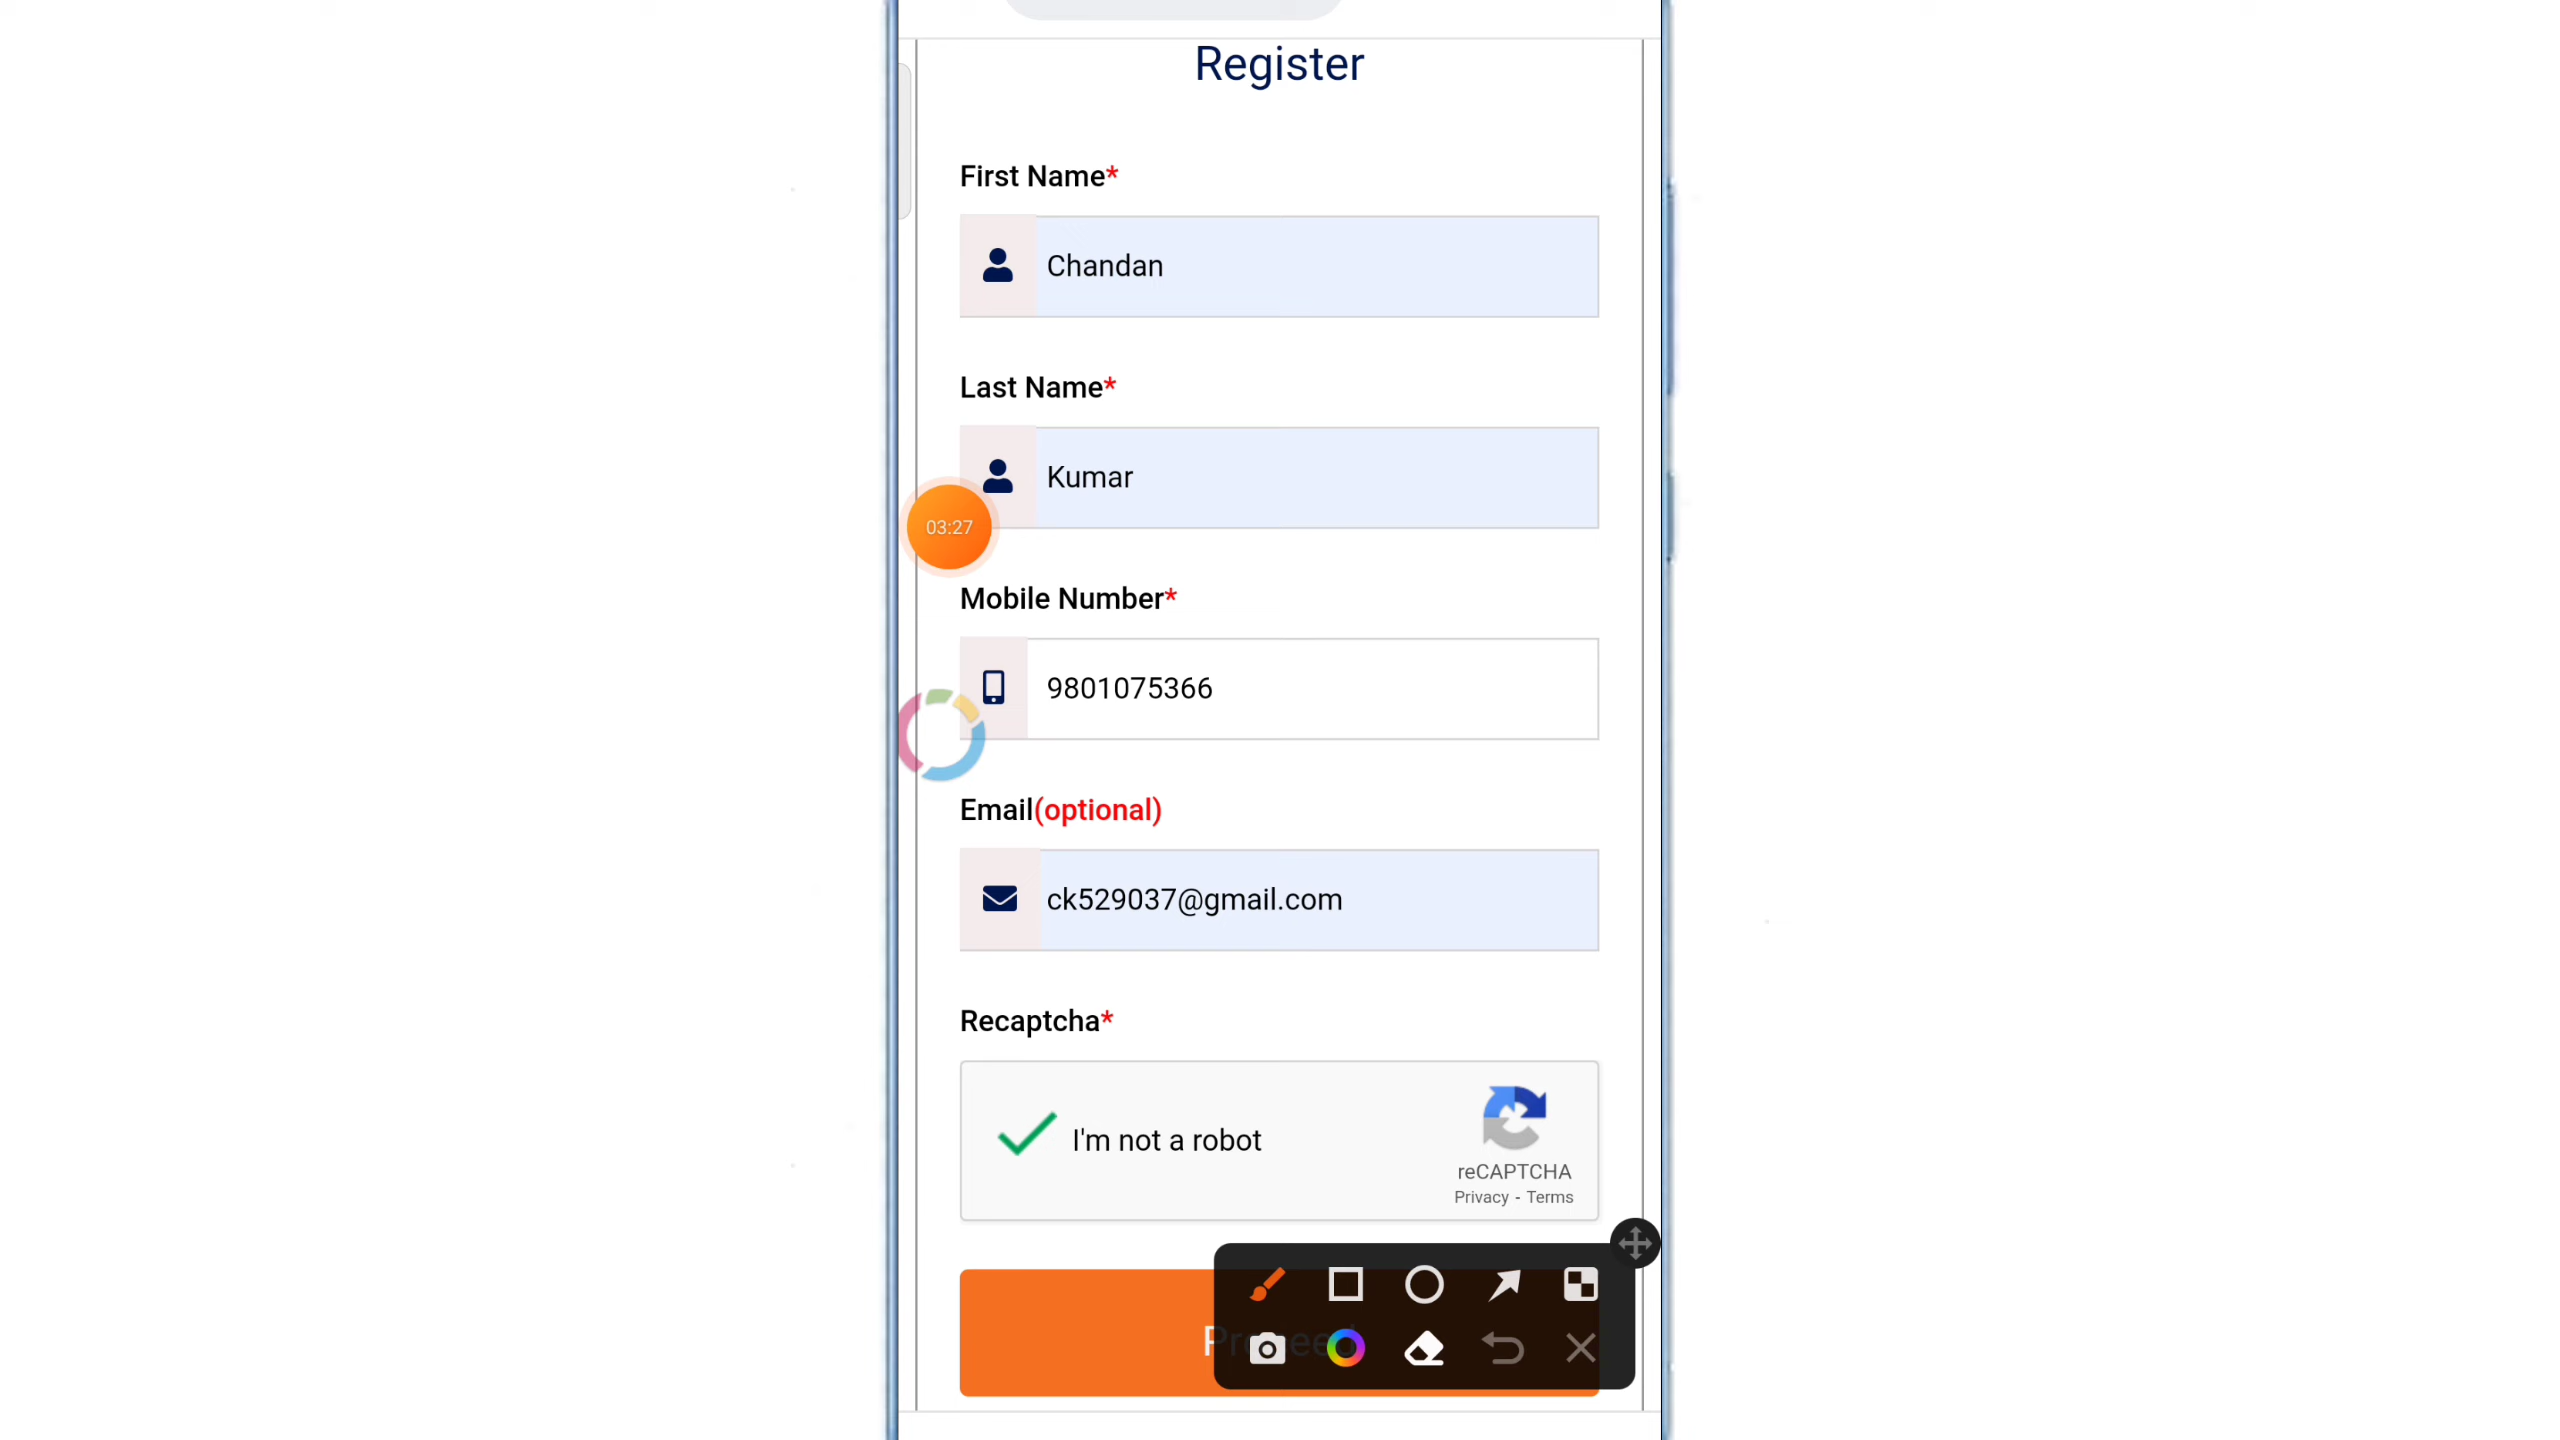 Register
First Name*
Chandan
Last Name*
Kumar
03:27
Mobile Number*
9801075366
Email(optional)
ck529037@gmail.com
Recaptcha*
I'm not a robot
reCAPTCHA
Privacy - Terms
Proceed